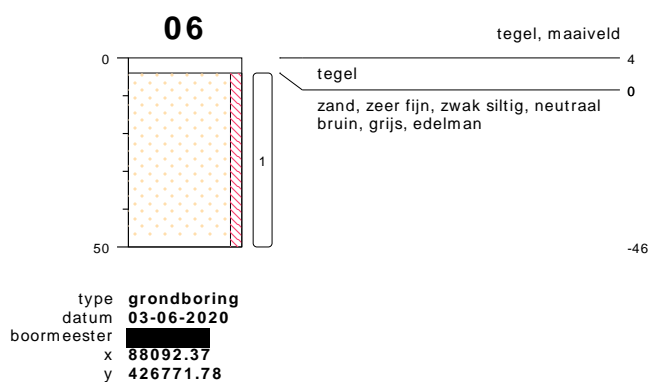 06
tegel, maaiveld
0
4
tegel
0
zand, zeer fijn, zwak siltig, neutraal
bruin, grijs, edelman
1
50
-46
type grondboring
datum 03-06-2020
boormeester
x 88092.37
y 426771.78